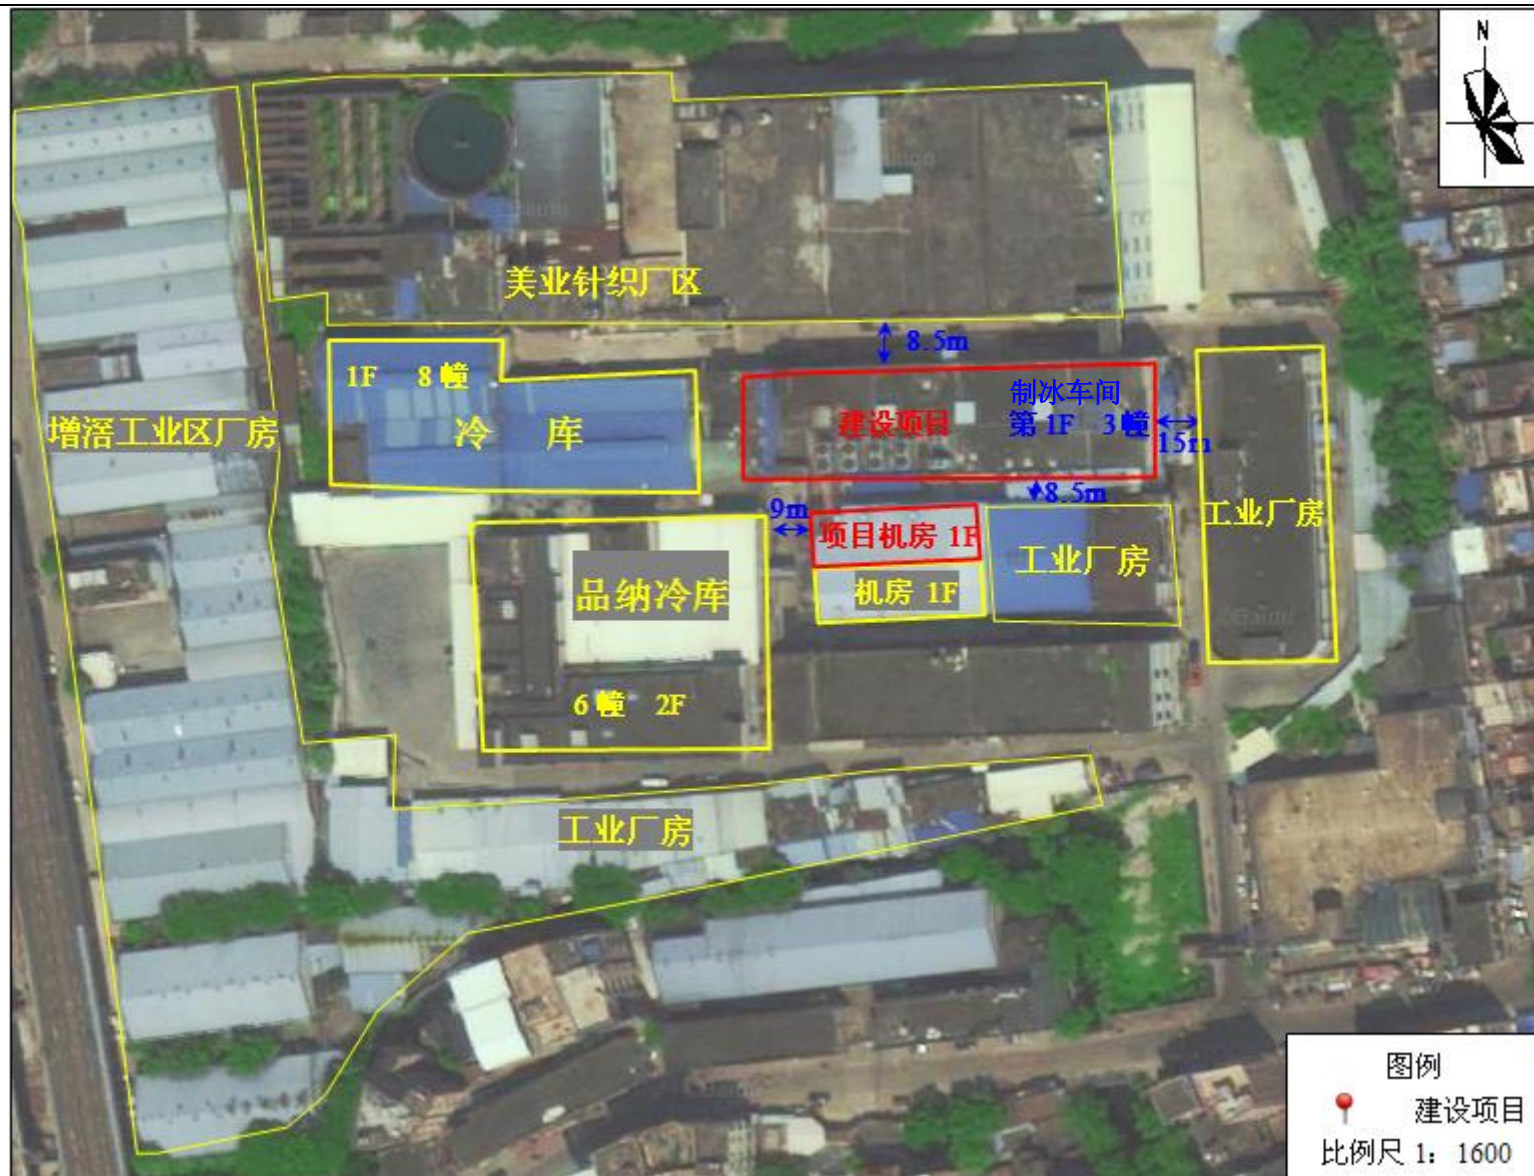 N
美业针织厂区
8.5m
1F 8 幢
制冰车间
增滘工业区厂房
冷 库
建设项目
第 1F 3 幢
15m
8.5m
9m
工业厂房
项目机房 1F
工业厂房
品纳冷库
机房 1F
6 幢 2F
工业厂房
图例
建设项目
比例尺 1： 1600